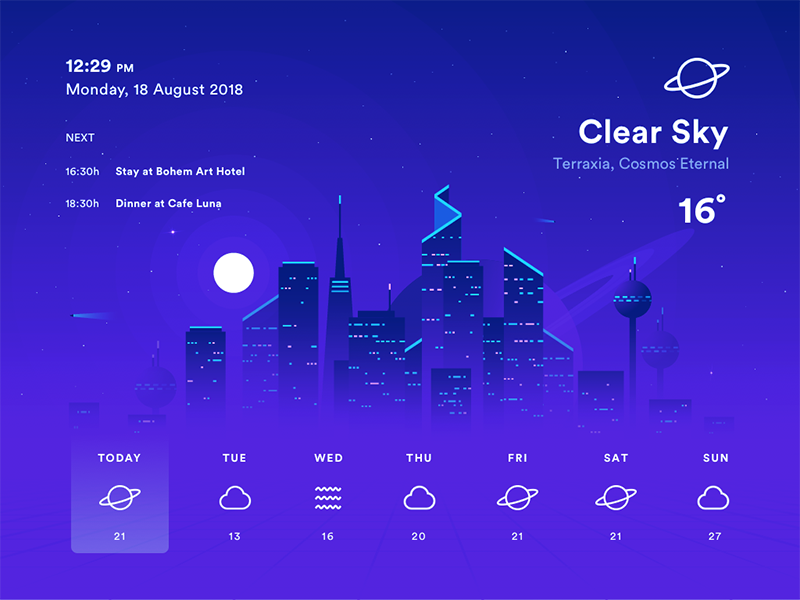 12:29 PM
Monday, 18 August 2018
NEXT
16:30h Stay at Bohem Art Hotel
18:30h Dinner at Cafe Luna
Clear Sky
Terraxia, Cosmos Eternal
16°
TODAY TUE WED THU FRI SAT SUN
21 13 16 20 21 21 27